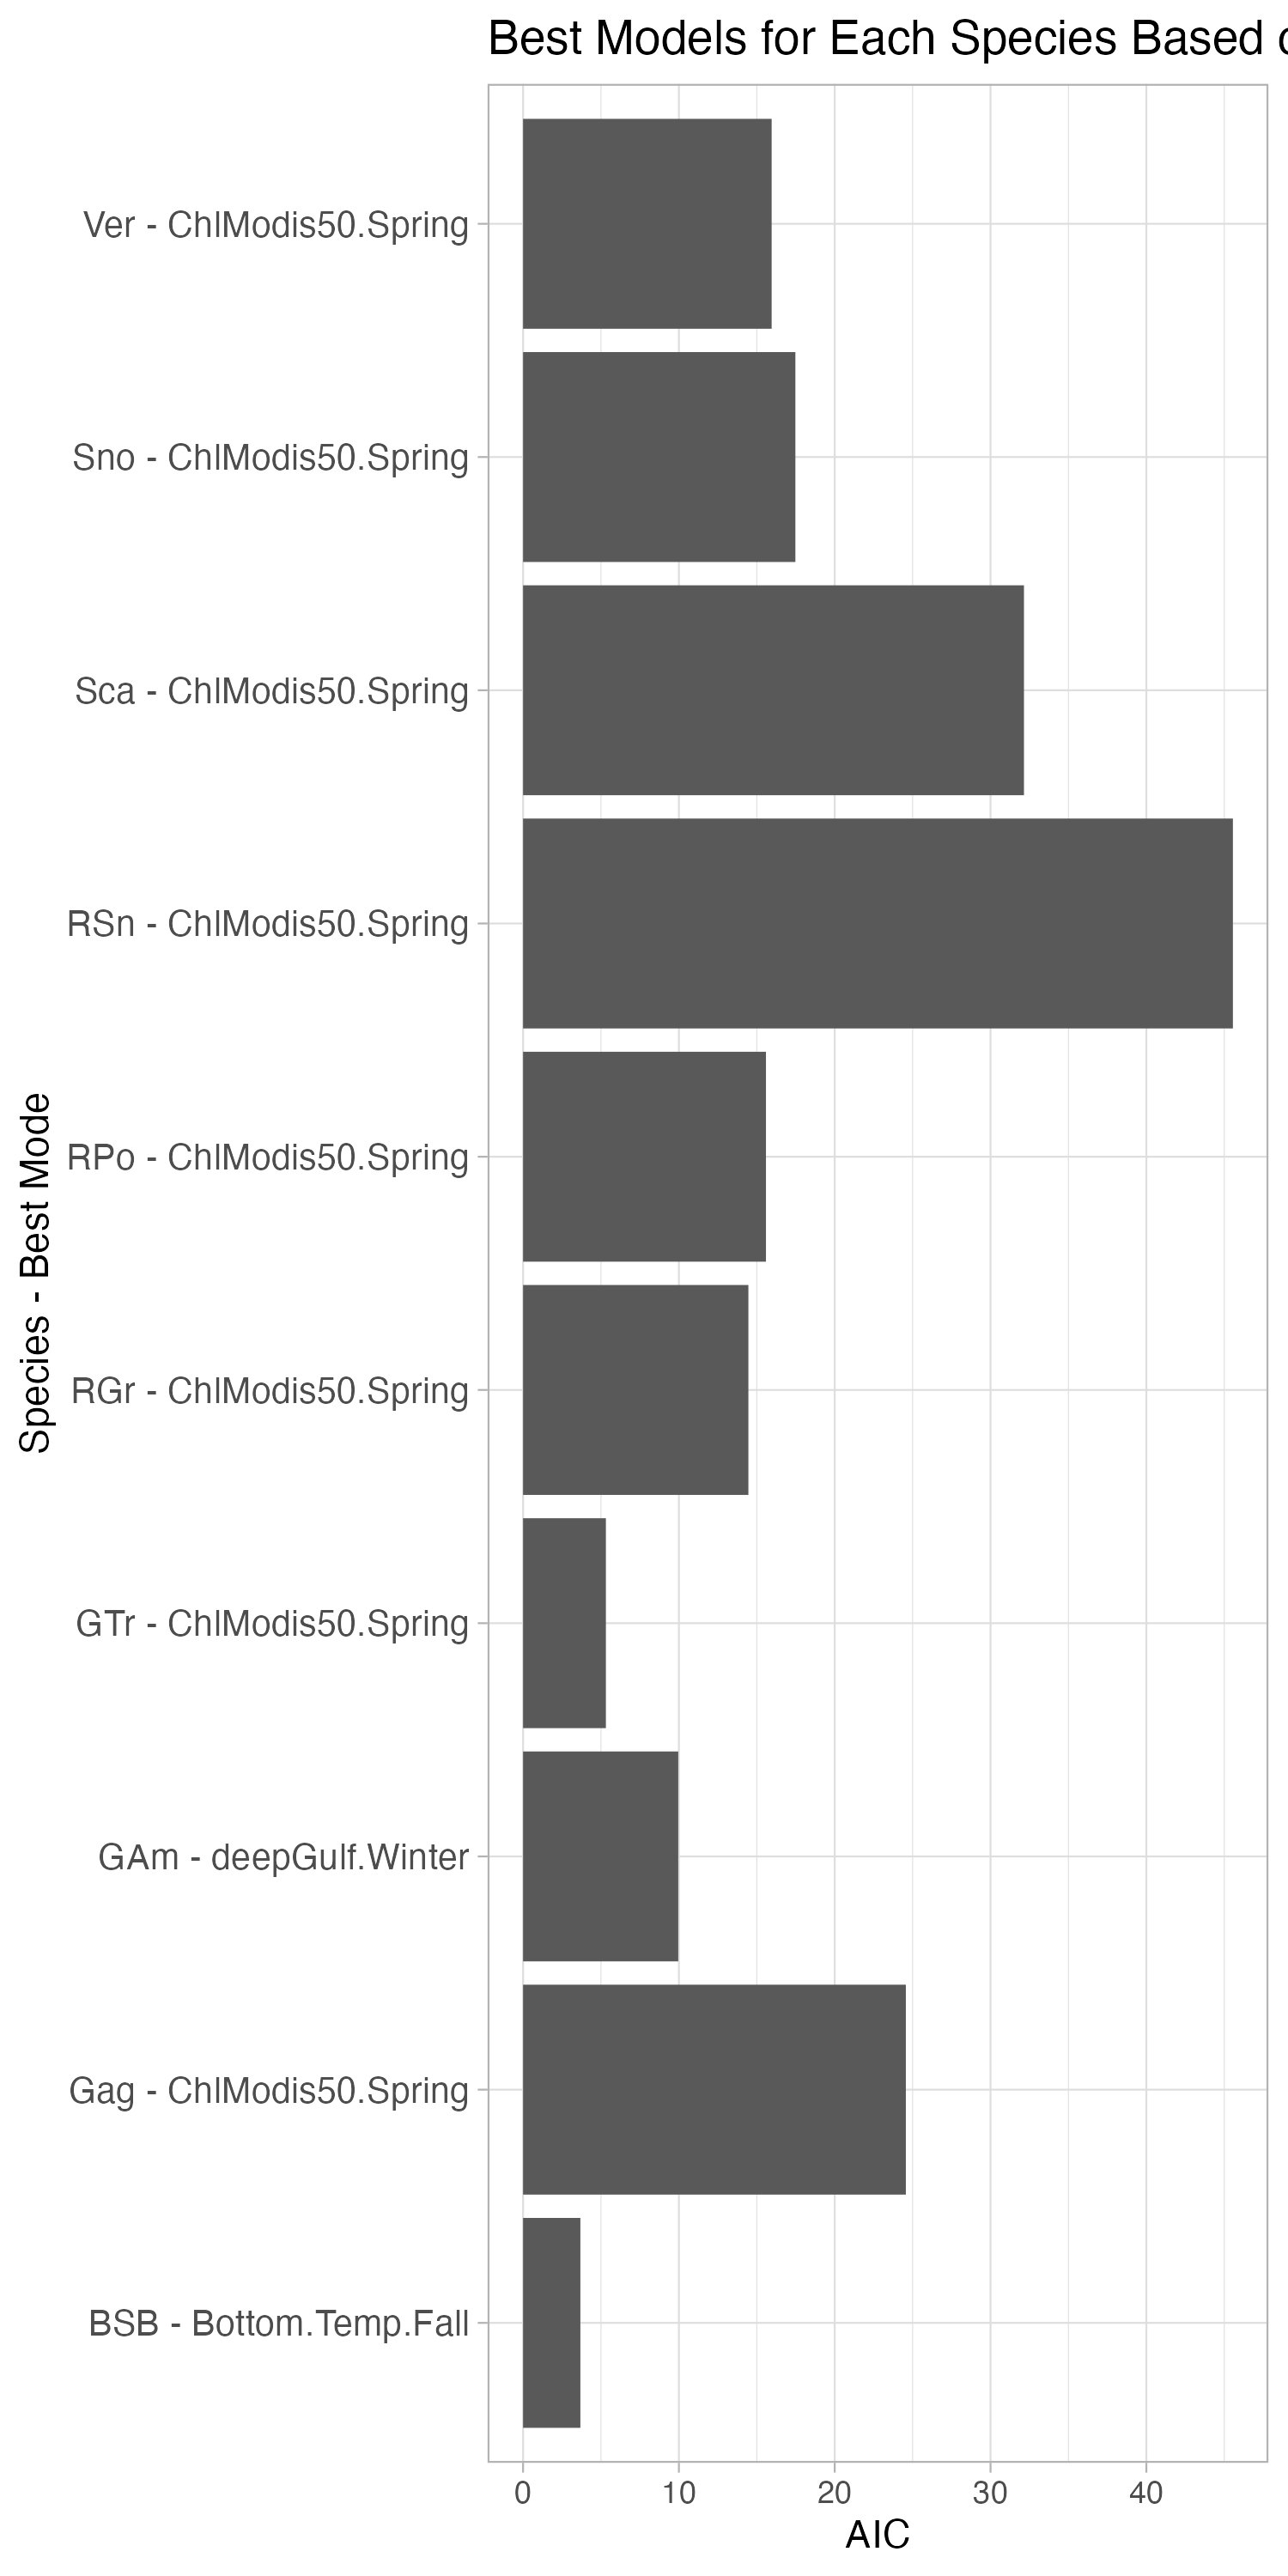 Best Models for Each Species Based
Ver - ChlModis50.Spring
Sno - ChlModis50.Spring
Sca - ChlModis50.Spring
RSn - ChlModis50.Spring
RPo - ChlModis50.Spring
RGr - ChlModis50.Spring
GTr - ChlModis50.Spring
GAm - deepGulf.Winter
Gag - ChlModis50.Spring
BSB - Bottom.Temp.Fall
Species - Best Mode
0 10 20 30 40
AIC